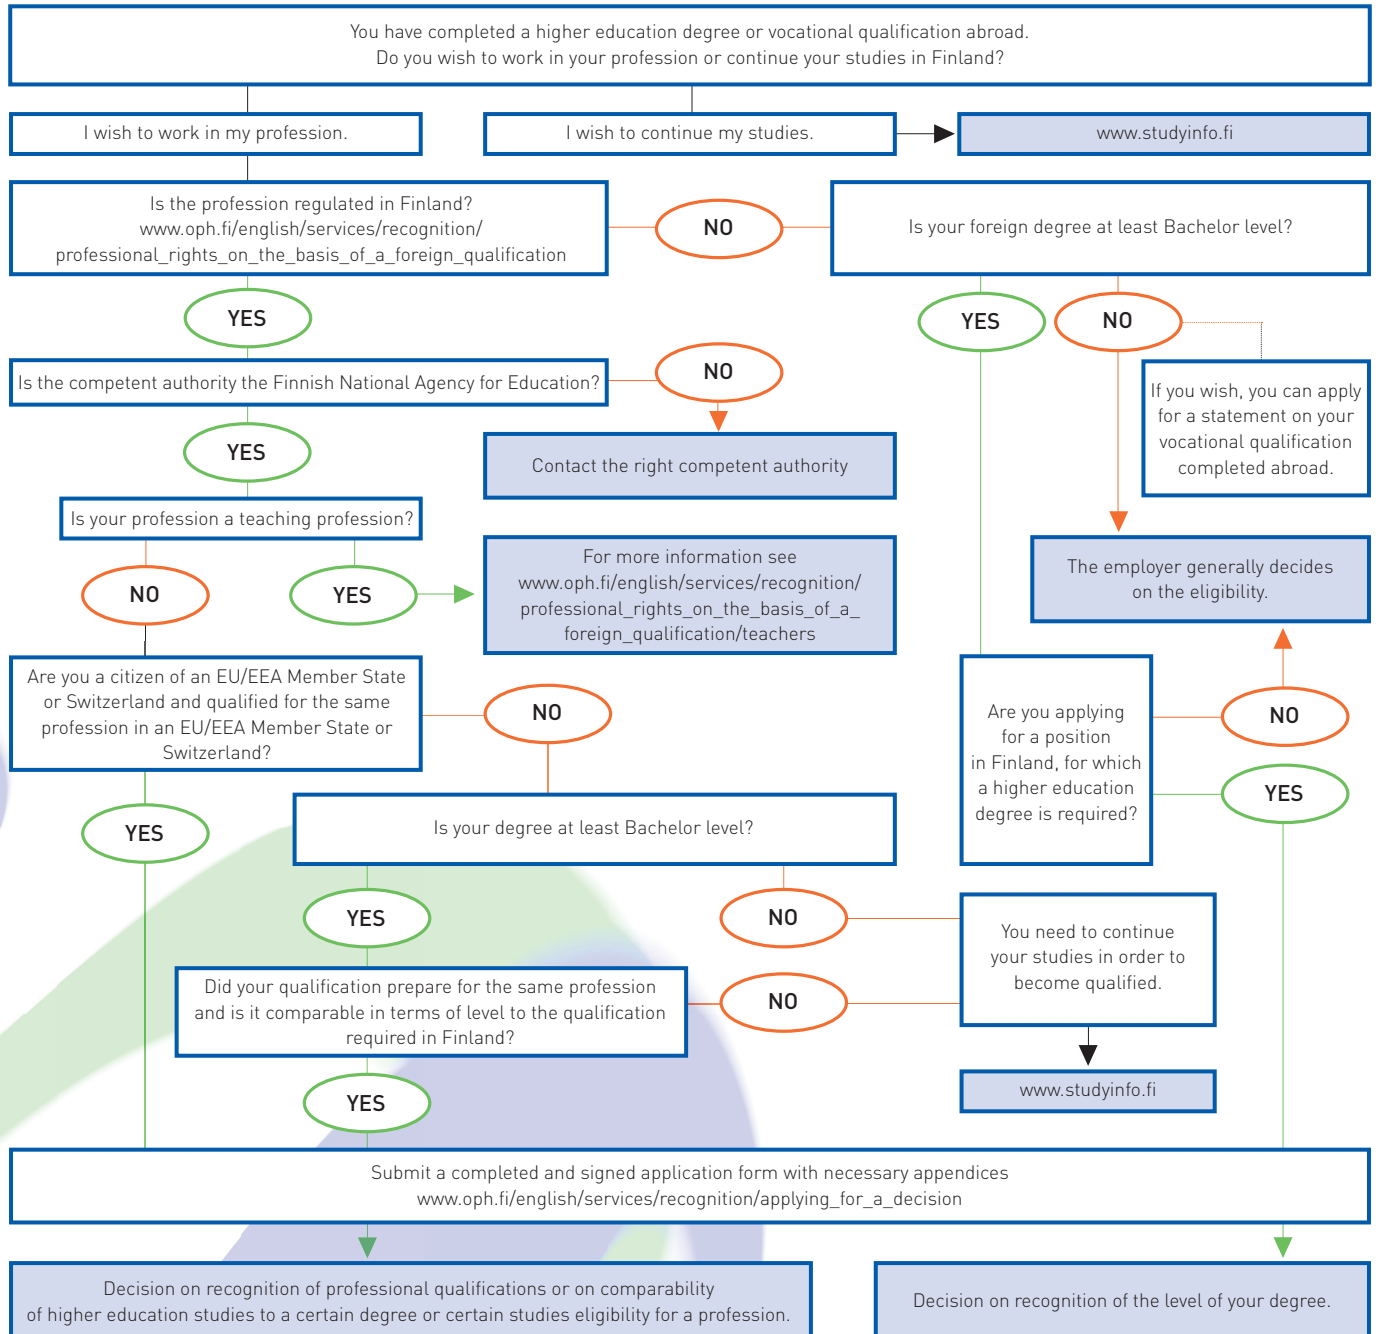 You have completed a higher education degree or vocational qualification abroad.
Do you wish to work in your profession or continue your studies in Finland?
I wish to work in my profession.
I wish to continue my studies.
www.studyinfo.fi
Is the profession regulated in Finland?
www.oph.fi/english/services/recognition/
professional_rights_on_the_basis_of_a_foreign_qualification
NO
Is your foreign degree at least Bachelor level?
YES
YES
NO
Is the competent authority the Finnish National Agency for Education?
NO
If you wish, you can apply
for a statement on your
vocational qualification
completed abroad.
YES
Contact the right competent authority
Is your profession a teaching profession?
For more information see
www.oph.fi/english/services/recognition/
professional_rights_on_the_basis_of_a_
foreign_qualification/teachers
The employer generally decides
on the eligibility.
NO
YES
Are you a citizen of an EU/EEA Member State
or Switzerland and qualified for the same
profession in an EU/EEA Member State or
Switzerland?
NO
Are you applying
for a position
in Finland, for which
a higher education
degree is required?
NO
YES
YES
Is your degree at least Bachelor level?
YES
NO
You need to continue
your studies in order to
become qualified.
Did your qualification prepare for the same profession
and is it comparable in terms of level to the qualification
required in Finland?
NO
www.studyinfo.fi
YES
Submit a completed and signed application form with necessary appendices
www.oph.fi/english/services/recognition/applying_for_a_decision
Decision on recognition of professional qualifications or on comparability
of higher education studies to a certain degree or certain studies eligibility for a profession.
Decision on recognition of the level of your degree.